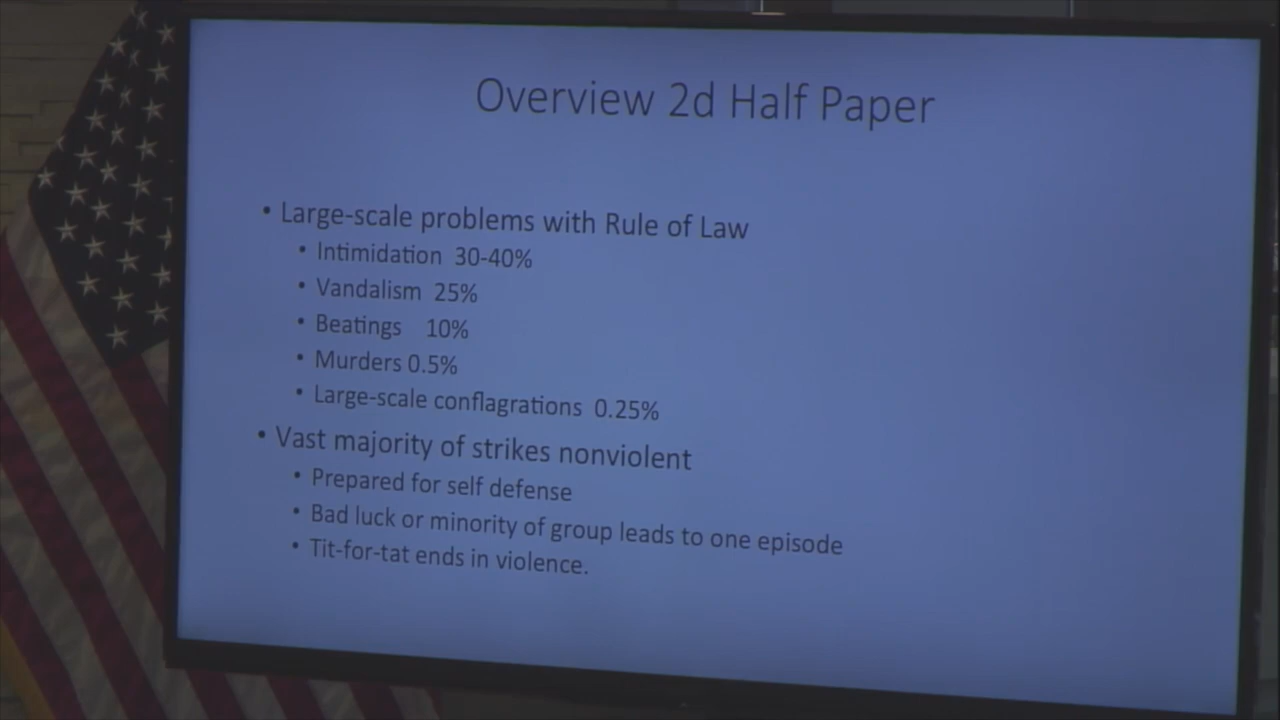 Overview 2d Half Paper
• Large-scale problems with Rule of Law
• Intimidation 30-40%
• Vandalism 25%
• Beatings 10%
• Murders 0.5%
• Large-scale conflagrations 0.25%
• Vast majority of strikes nonviolent
• Prepared for self defense
• Bad luck or minority of group leads to one episode
• Tit-for-tat ends in violence.